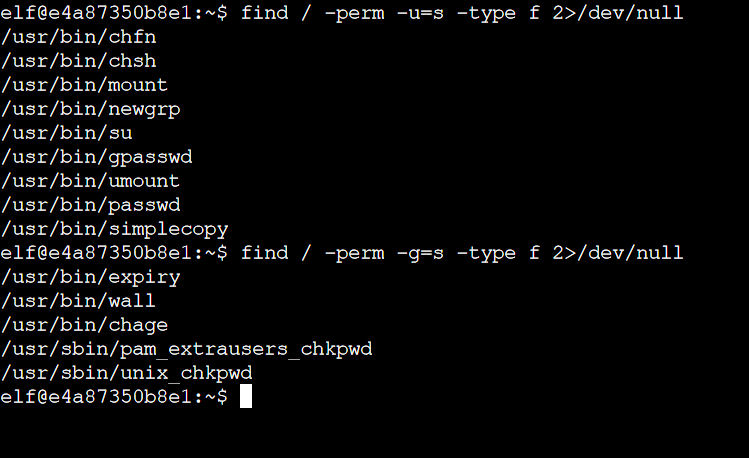 elf@e4a87350b8e1:~$ find / -perm -u=s -type f 2>/dev/null
/usr/bin/chfn
/usr/bin/chsh
/usr/bin/mount
/usr/bin/newgrp
/usr/bin/su
/usr/bin/gpasswd
/usr/bin/umount
/usr/bin/passwd
/usr/bin/simplecopy
elf@e4a87350b8e1:~$ find / -perm -g=s -type f 2>/dev/null
/usr/bin/expiry
/usr/bin/wall
/usr/bin/chage
/usr/sbin/pam_extrausers_chkpwd
/usr/sbin/unix_chkpwd
elf@e4a87350b8e1:~$